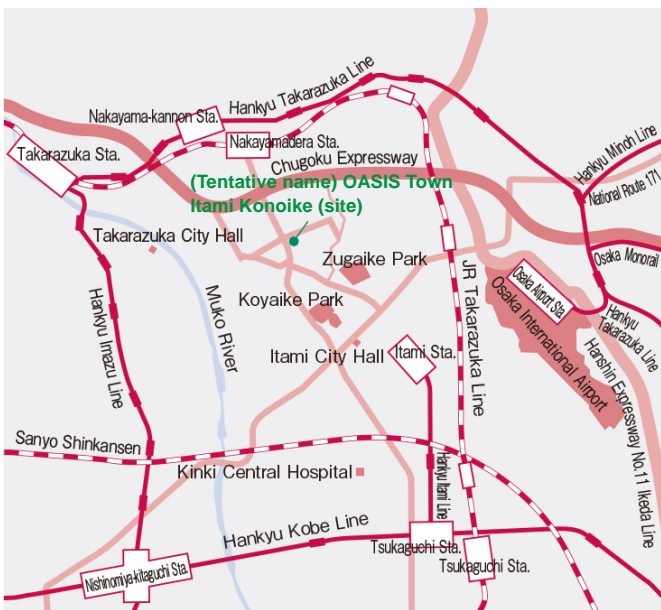 Hankyu Takarazuka Line
Nakayama-kannon Sta.
Nakayamadera Sta.
Takarazuka Sta.
Chugoku Expressway
Hankyu Minoh Line
National Route 171
(Tentative name) OASIS Town
Itami Konoike (site)
Takarazuka City Hall
Zugaike Park
Osaka Monorail
Koyaike Park
Muko River
Hankyu Imazu Line
JR Takarazuka Line
Osaka Airport Sta.
Osaka International Airport
Hankyu
Takarazuka Line
Hanshin Expressway No.11 Ikeda Line
Itami City Hall
Itami Sta.
Sanyo Shinkansen
Kinki Central Hospital
Hankyu Itami Line
Hankyu Kobe Line
Tsukaguchi Sta.
Tsukaguchi Sta.
Nishinomiya-kitaguchi Sta.